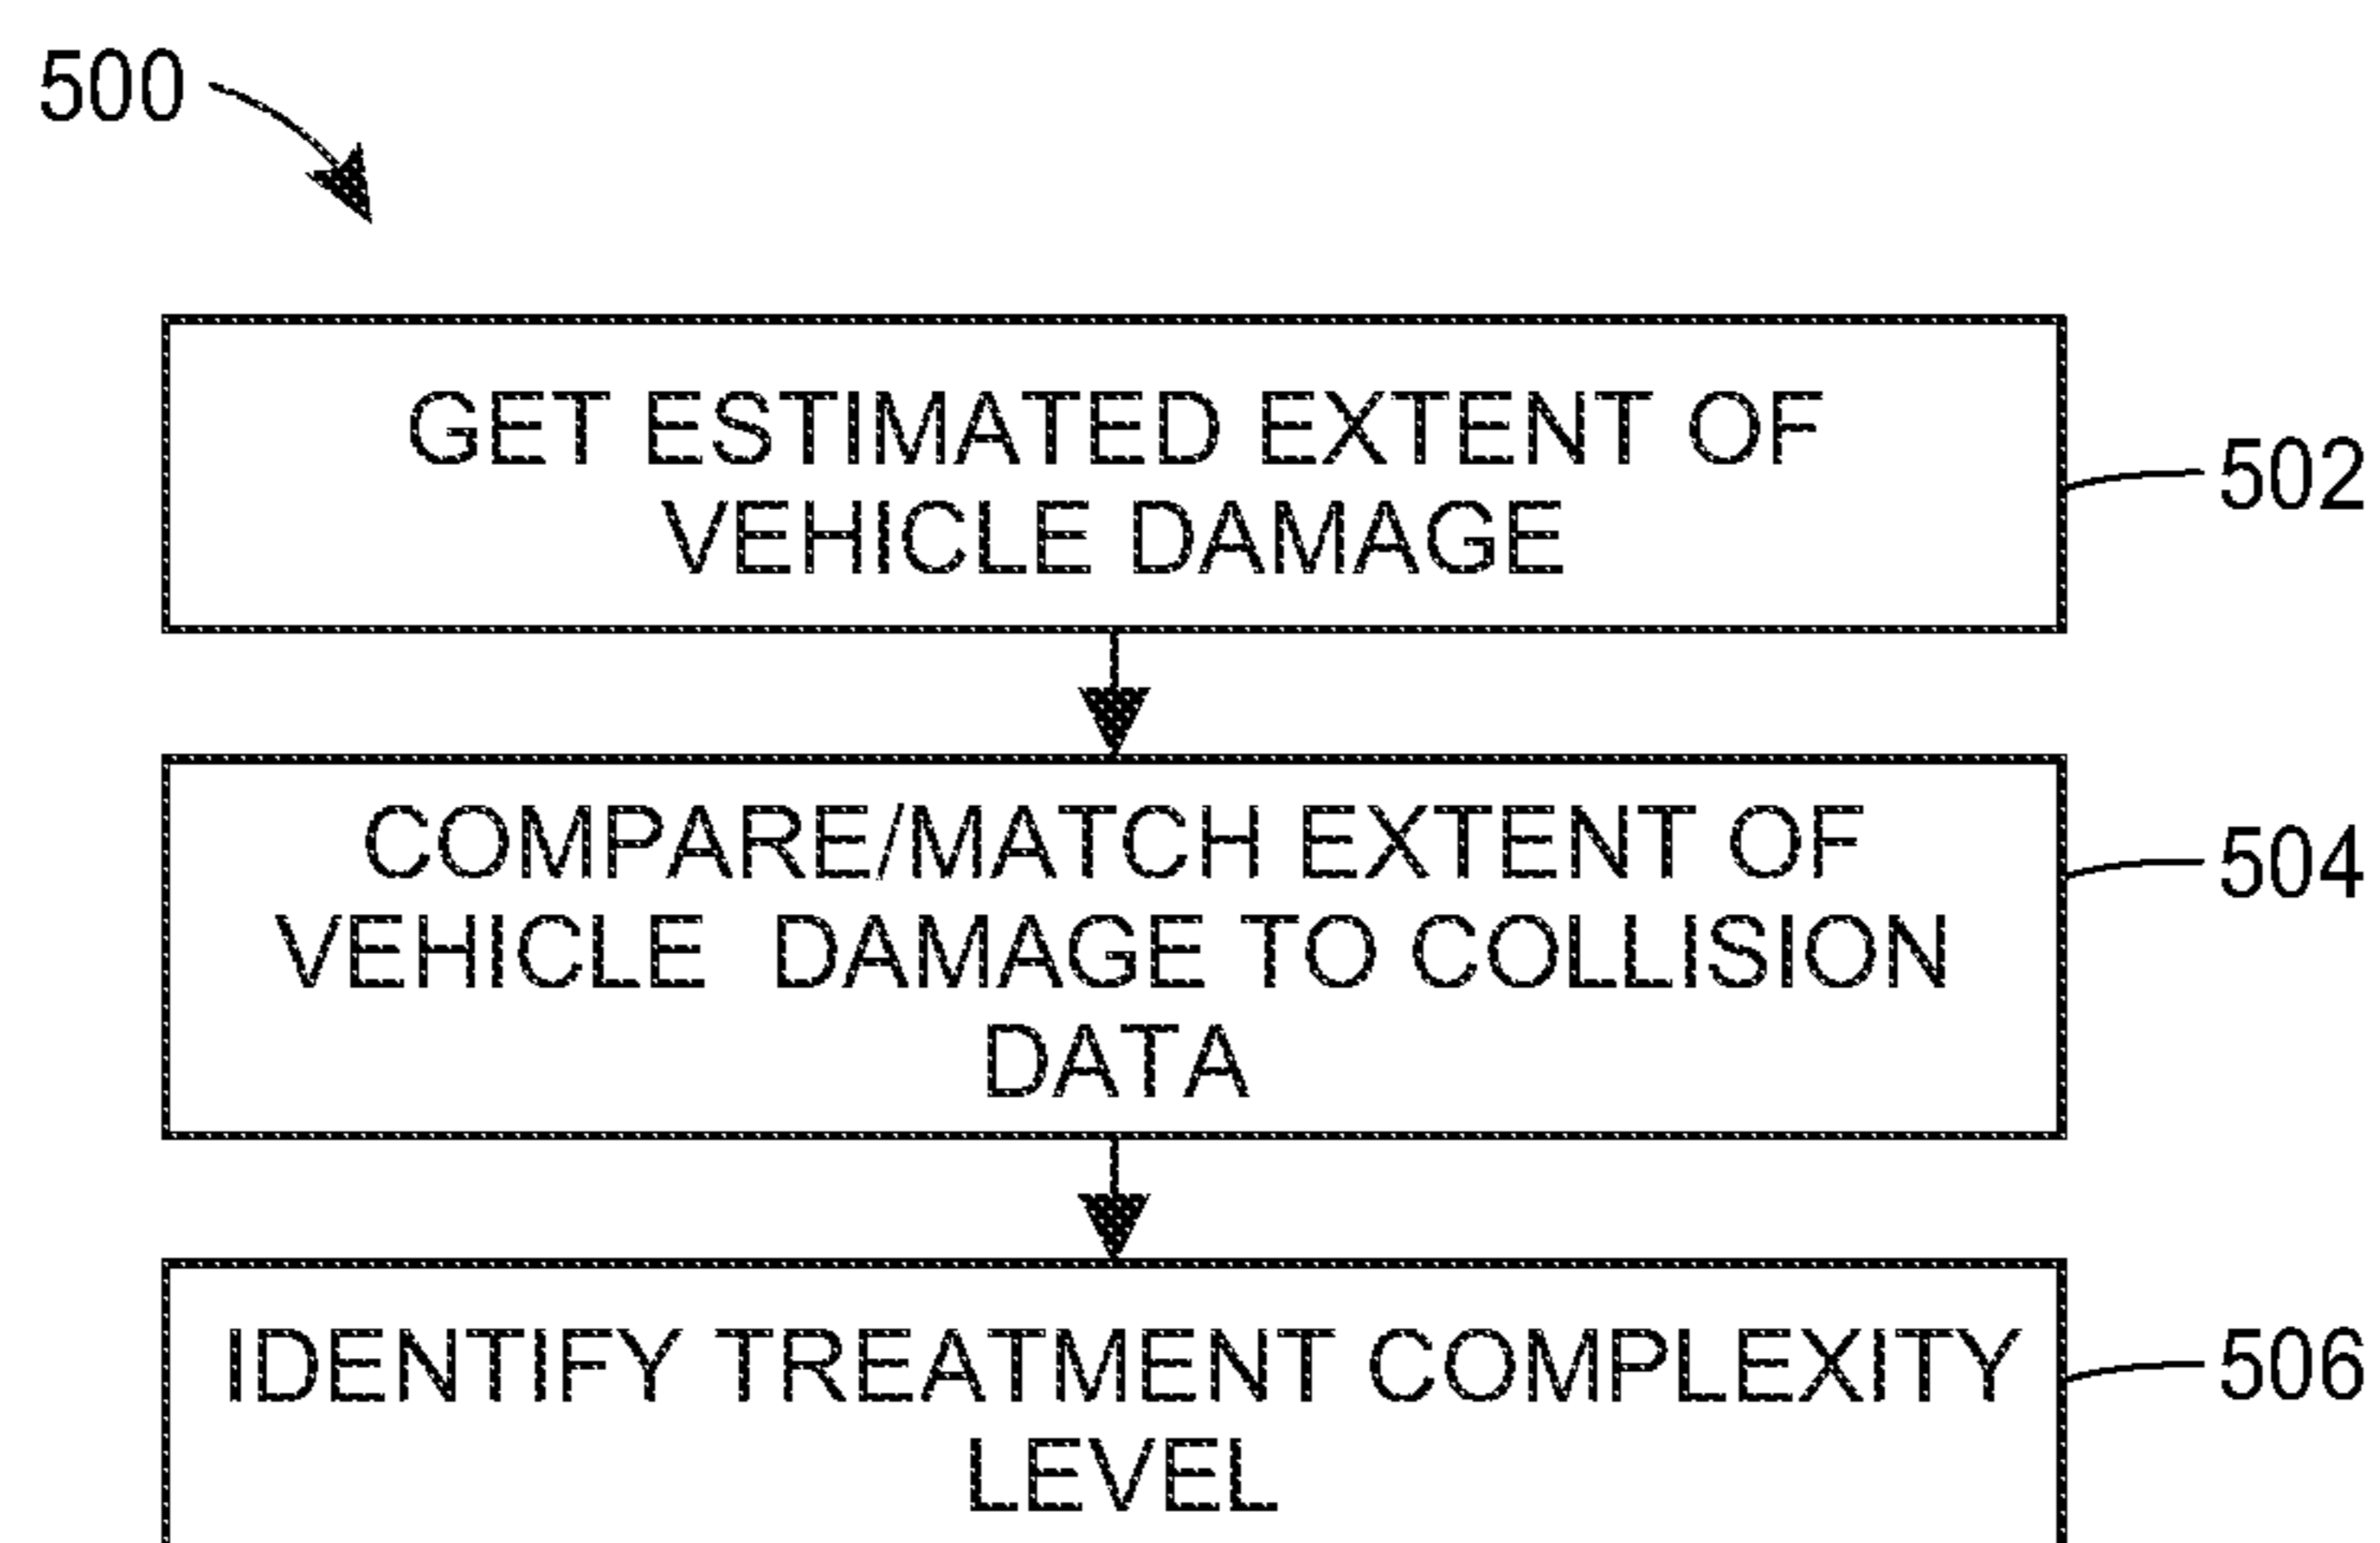 500
GET ESTIMATED EXTENT OF
VEHICLE DAMAGE
502
COMPARE/MATCH EXTENT OF
VEHICLE DAMAGE TO COLLISION
DATA
504
IDENTIFY TREATMENT COMPLEXITY
LEVEL
506